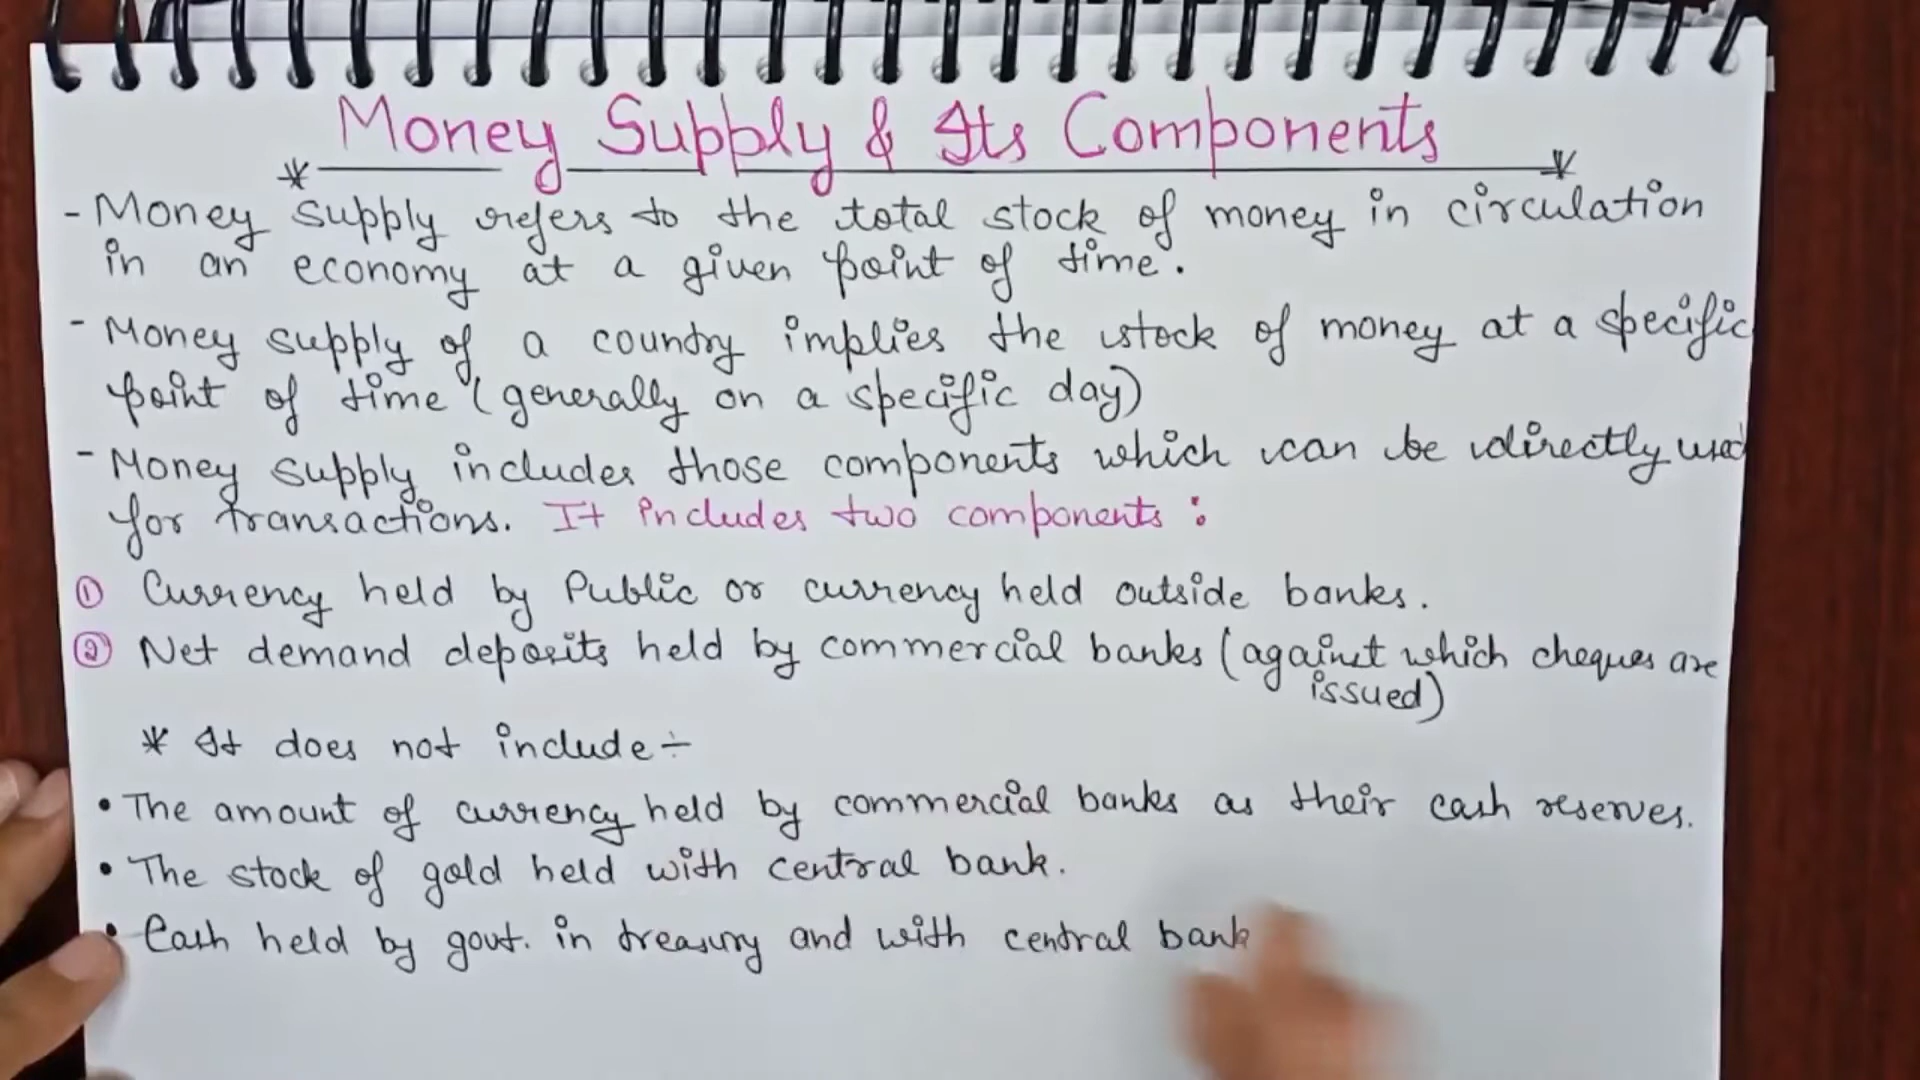 Money Supply & Its Components
- Money supply refers to the total stock of money in circulation
in an economy at a given point of time.
- Money supply of a country implies the stock of money at a specific
point of time (generally on a specific day)
- Money supply includes those components which can be directly used
for transactions. It includes two components :
① Currency held by Public or currency held outside banks.
② Net demand deposits held by commercial banks (against which cheques are
issued)
* It does not include÷
• The amount of currency held by commercial banks as their cash reserves.
• The stock of gold held with central bank.
• Cash held by govt. in treasury and with central bank